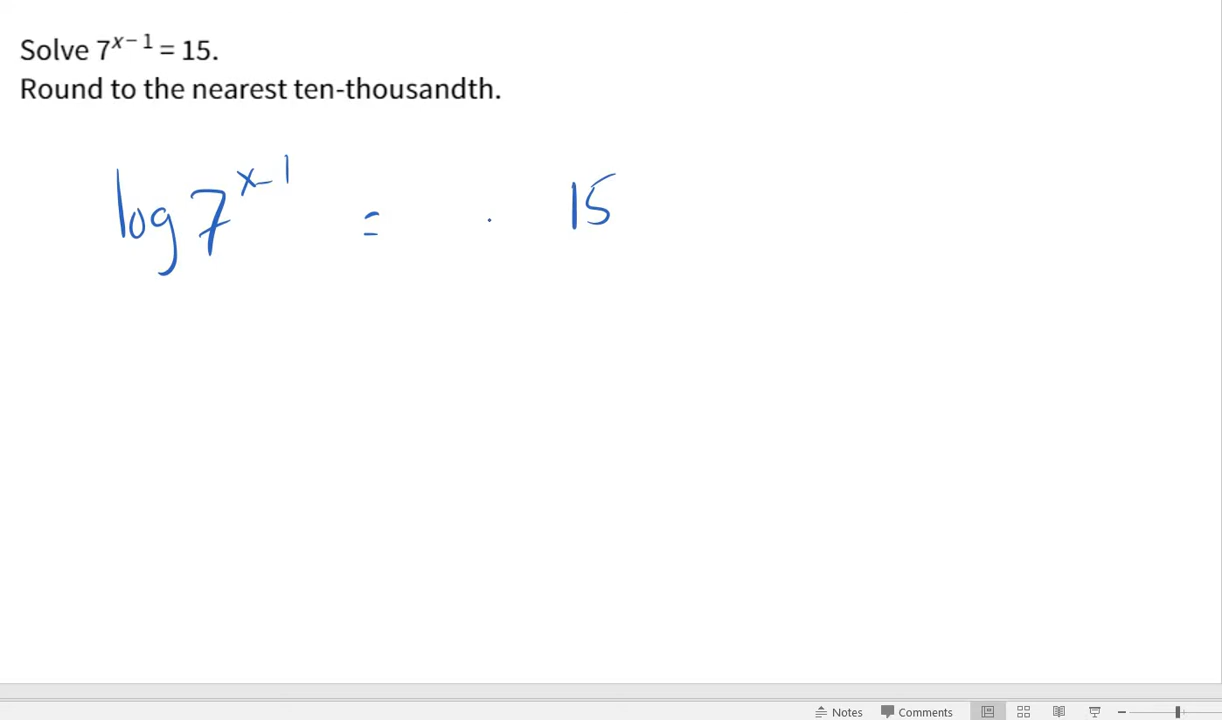 Solve 7^{x-1} = 15.
Round to the nearest ten-thousandth.
log 7^{x-1} = 15
Notes Comments